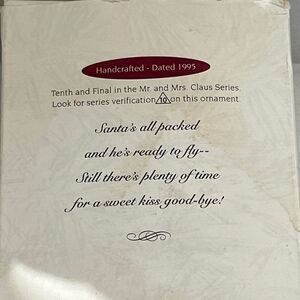 Handcrafted - Dated 1995
Tenth and Final in the Mr. and Mrs. Claus Series.
Look for series verification 10 on this ornament.
Santa's all packed
and he's ready to fly--
Still there's plenty of time
for a sweet kiss good-bye!